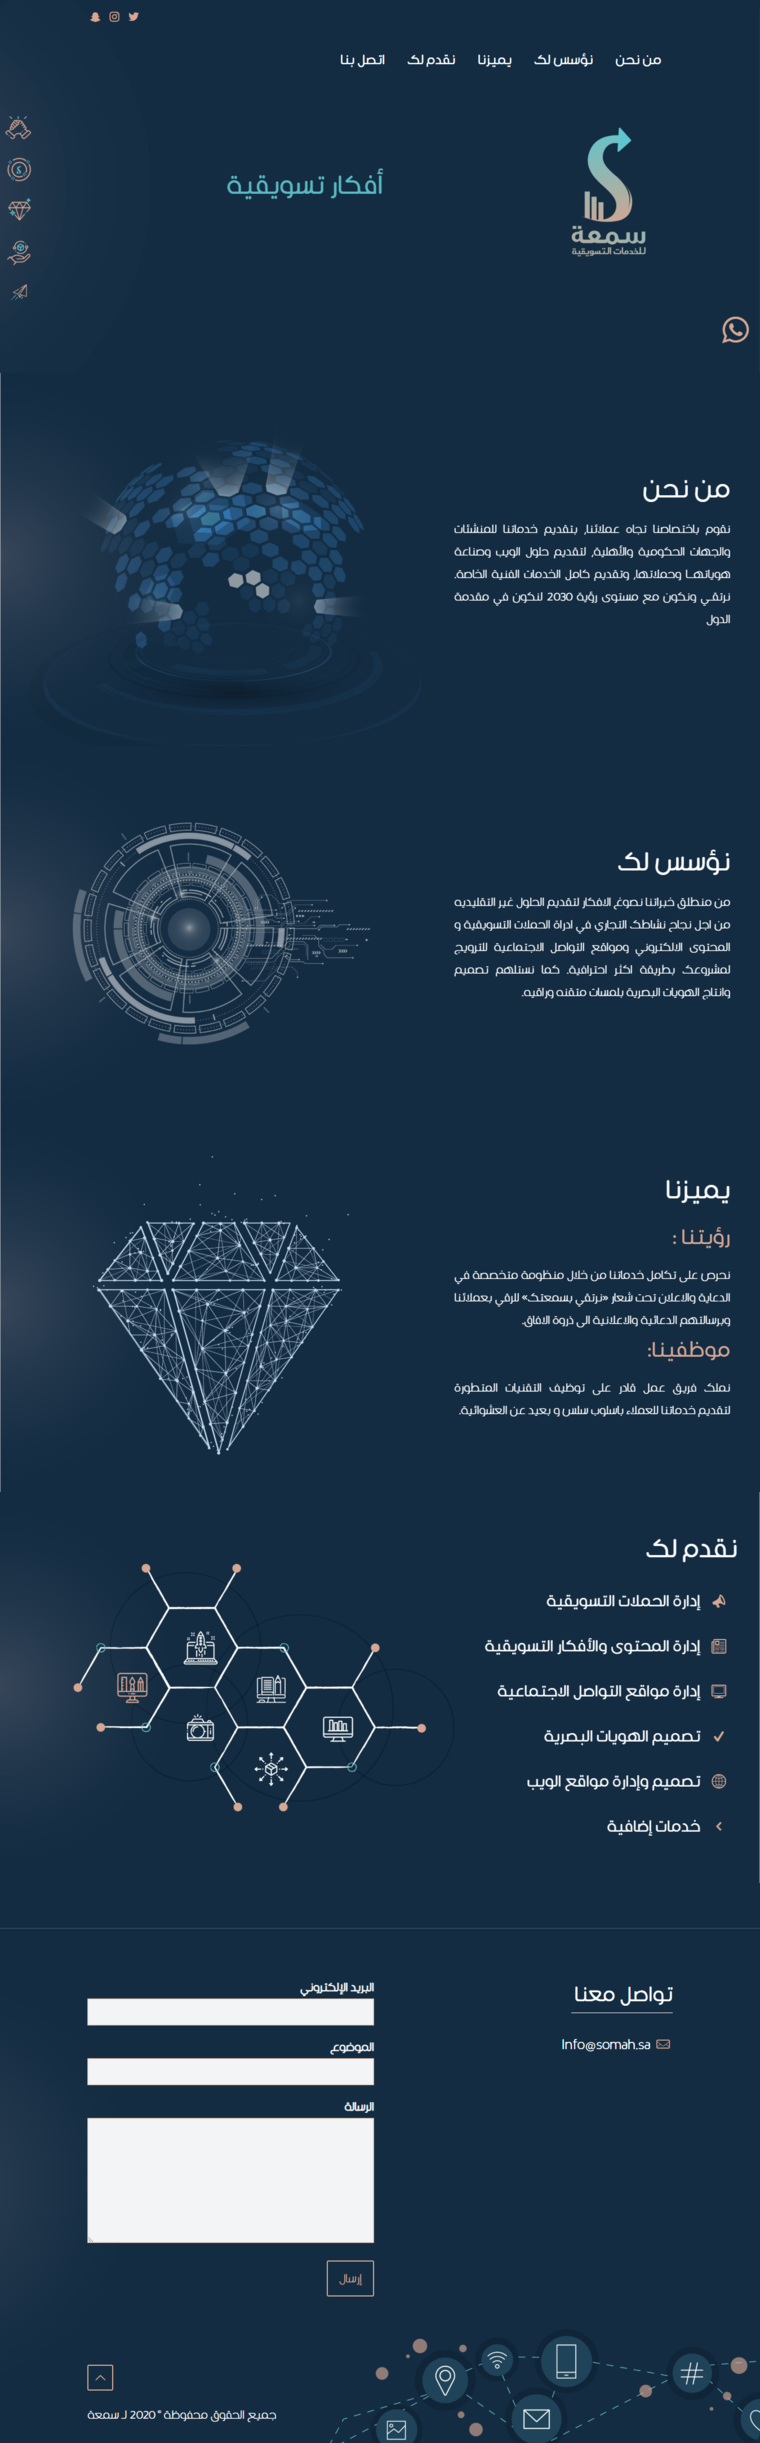 من نحن
نؤسس لك
يميزنا
نقدم لك
اتصل بنا
أفكار تسويقية
سمعة
للخدمات التسويقية
من نحن
نقوم باختصاصنا تجاه عملائنا، بتقديم خدماتنا للمنشئات
والجهات الحكومية والأهلية، لتقديم حلول الويب وصناعة
هوياتهـا وحملاتها، وتقديم كامل الخدمات الفنية الخاصة.
نرتقـي ونكون مع مستوى رؤية 2030 لنكون في مقدمة
الدول
نؤسس لك
من منطلق خبراتنا نصوغ الافكار لتقديم الحلول غير التقليديه
من اجل نجاح نشاطك التجاري في ادراة الحملات التسويقية و
المحتوى الالكتروني ومواقع التواصل الاجتماعية للترويج
لمشروعك بطريقة اكثر احترافية. كما نستلهم تصميم
وانتاج الهويات البصرية بلمسات متقنه وراقيه.
يميزنا
رؤيتنا :
نحرص على تكامل خدماتنا من خلال منظومة متخصصة في
الدعاية والاعلان تحت شعار «نرتقي بسمعتك» للرقي بعملائنا
وبرسالتهم الدعائية والاعلانية الى ذروة الافاق.
موظفينا:
نملك فريق عمل قادر على توظيف التقنيات المتطورة
لتقديم خدماتنا للعملاء باسلوب سلس و بعيد عن العشوائية.
نقدم لك
إدارة الحملات التسويقية
إدارة المحتوى والأفكار التسويقية
إدارة مواقع التواصل الاجتماعية
تصميم الهويات البصرية
تصميم وإدارة مواقع الويب
خدمات إضافية
تواصل معنا
Info@somah.sa
البريد الإلكتروني
الموضوع
الرسالة
إرسال
جميع الحقوق محفوظة ° 2020 لـ سمعة